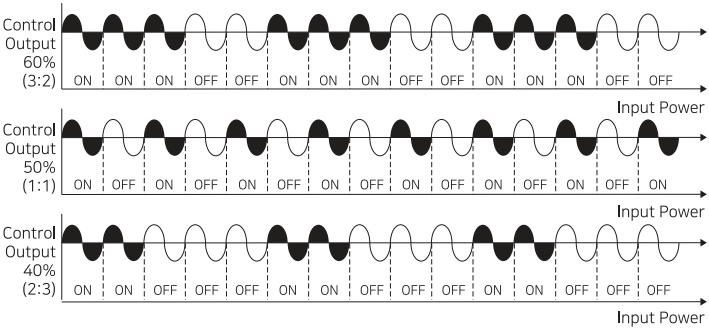 Control
Output
60%
(3:2)
ON ON ON OFF OFF ON ON ON OFF OFF ON ON ON OFF OFF
Input Power
Control
Output
50%
(1:1)
ON OFF ON OFF ON OFF ON OFF ON OFF ON OFF ON OFF ON
Input Power
Control
Output
40%
(2:3)
ON ON OFF OFF OFF ON ON OFF OFF OFF ON ON OFF OFF OFF
Input Power